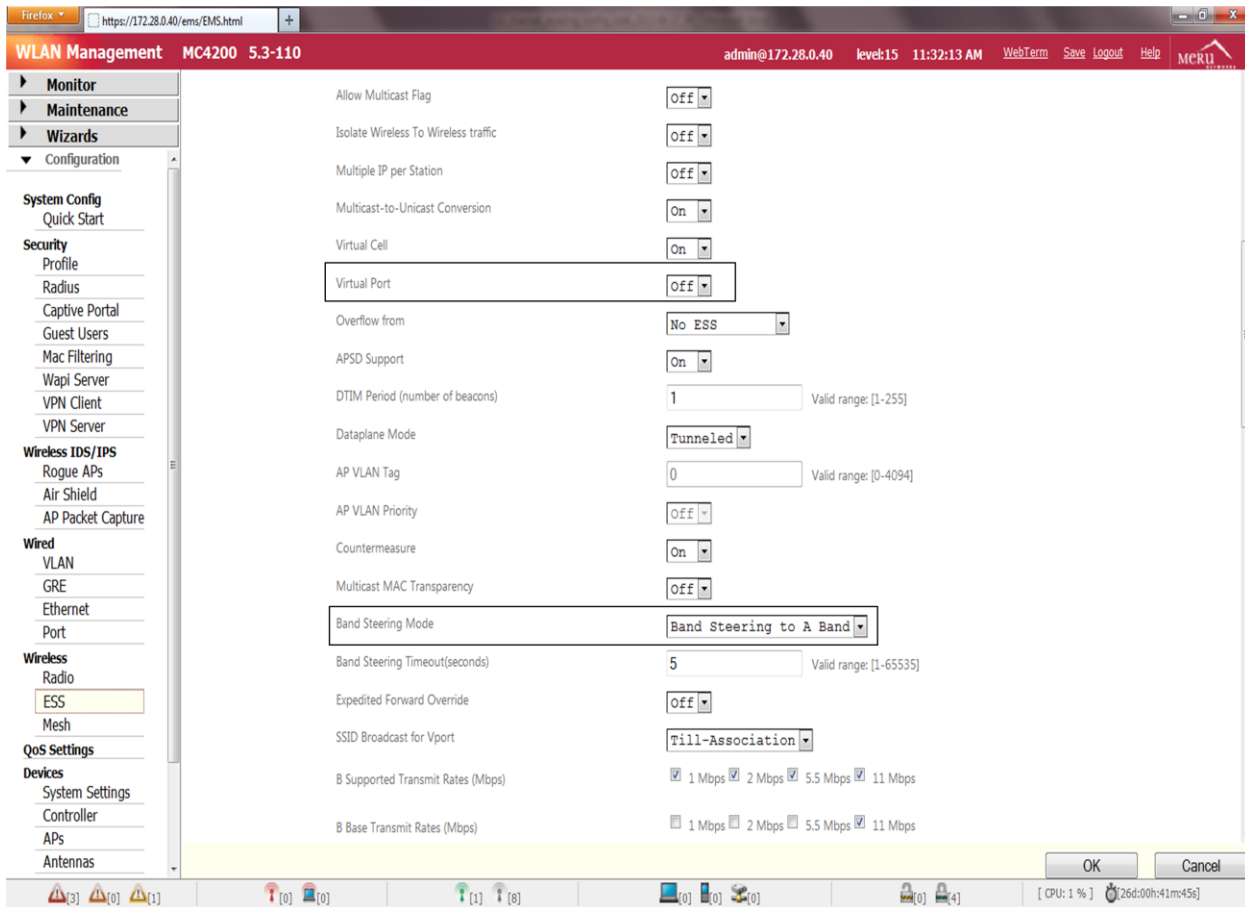 Firefox
https://172.28.0.40/ems/EMS.html
+
WLAN Management MC4200 5.3-110
admin@172.28.0.40 level:15 11:32:13 AM WebTerm Save Logout Help MERU NETWORKS
Monitor
Maintenance
Wizards
Configuration
System Config
Quick Start
Security
Profile
Radius
Captive Portal
Guest Users
Mac Filtering
Wapi Server
VPN Client
VPN Server
Wireless IDS/IPS
Rogue APs
Air Shield
AP Packet Capture
Wired
VLAN
GRE
Ethernet
Port
Wireless
Radio
ESS
Mesh
QoS Settings
Devices
System Settings
Controller
APs
Antennas
Allow Multicast Flag Off
Isolate Wireless To Wireless traffic Off
Multiple IP per Station Off
Multicast-to-Unicast Conversion On
Virtual Cell On
Virtual Port Off
Overflow from No ESS
APSD Support On
DTIM Period (number of beacons) 1 Valid range: [1-255]
Dataplane Mode Tunneled
AP VLAN Tag 0 Valid range: [0-4094]
AP VLAN Priority Off
Countermeasure On
Multicast MAC Transparency Off
Band Steering Mode Band Steering to A Band
Band Steering Timeout(seconds) 5 Valid range: [1-65535]
Expedited Forward Override Off
SSID Broadcast for Vport Till-Association
B Supported Transmit Rates (Mbps) 1 Mbps 2 Mbps 5.5 Mbps 11 Mbps
B Base Transmit Rates (Mbps) 1 Mbps 2 Mbps 5.5 Mbps 11 Mbps
OK Cancel
[3] [0] [1] [0] [0] [1] [8] [0] [0] [0] [0] [4] [ CPU: 1 % ] [26d:00h:41m:45s]